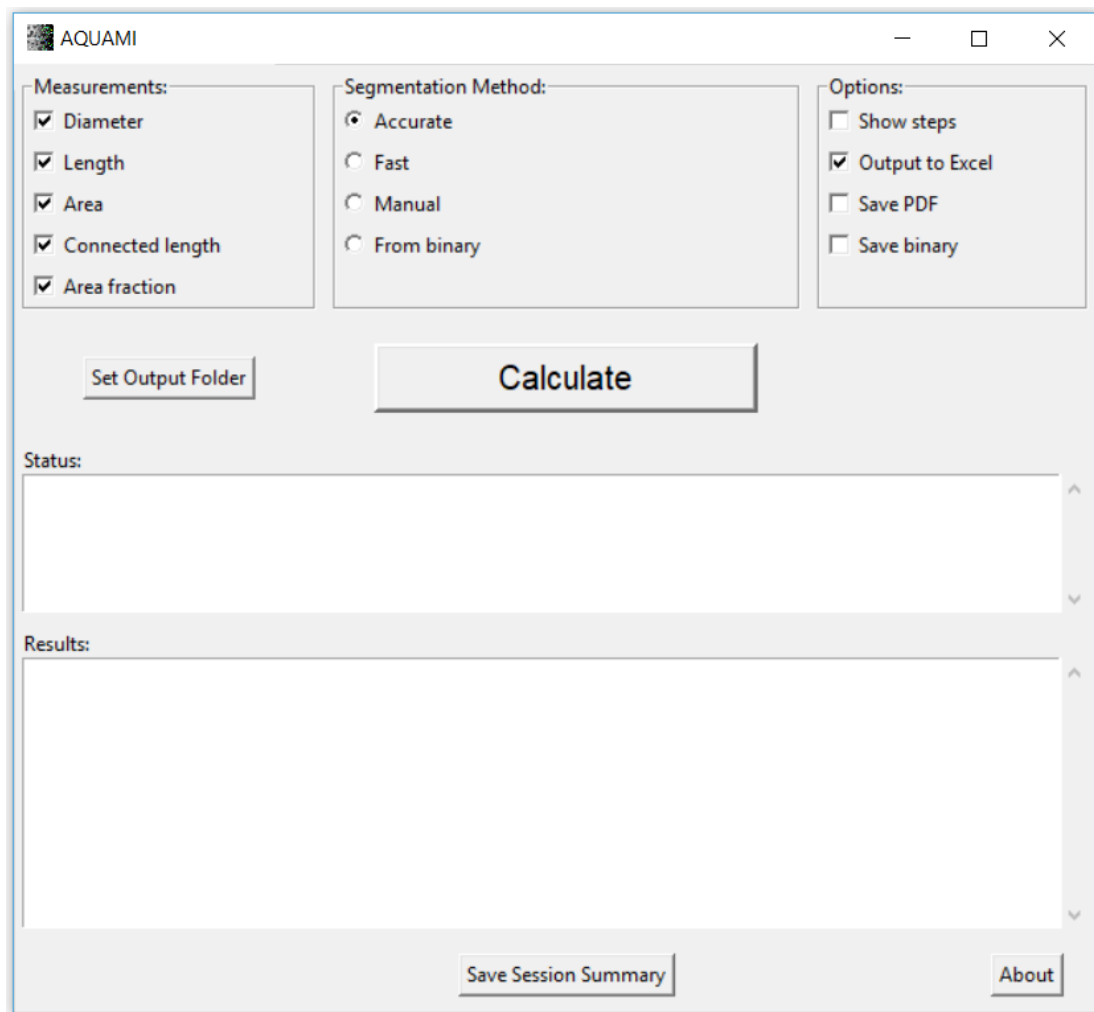 AQUAMI
Measurements:
Diameter
Length
Area
Connected length
Area fraction
Segmentation Method:
Accurate
Fast
Manual
From binary
Options:
Show steps
Output to Excel
Save PDF
Save binary
Set Output Folder
Calculate
Status:
Results:
Save Session Summary
About